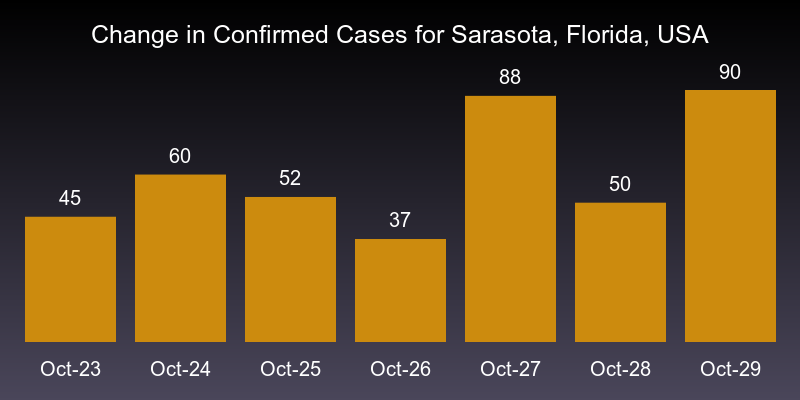 Change in Confirmed Cases for Sarasota, Florida, USA
45
60
52
37
88
50
90
Oct-23
Oct-24
Oct-25
Oct-26
Oct-27
Oct-28
Oct-29